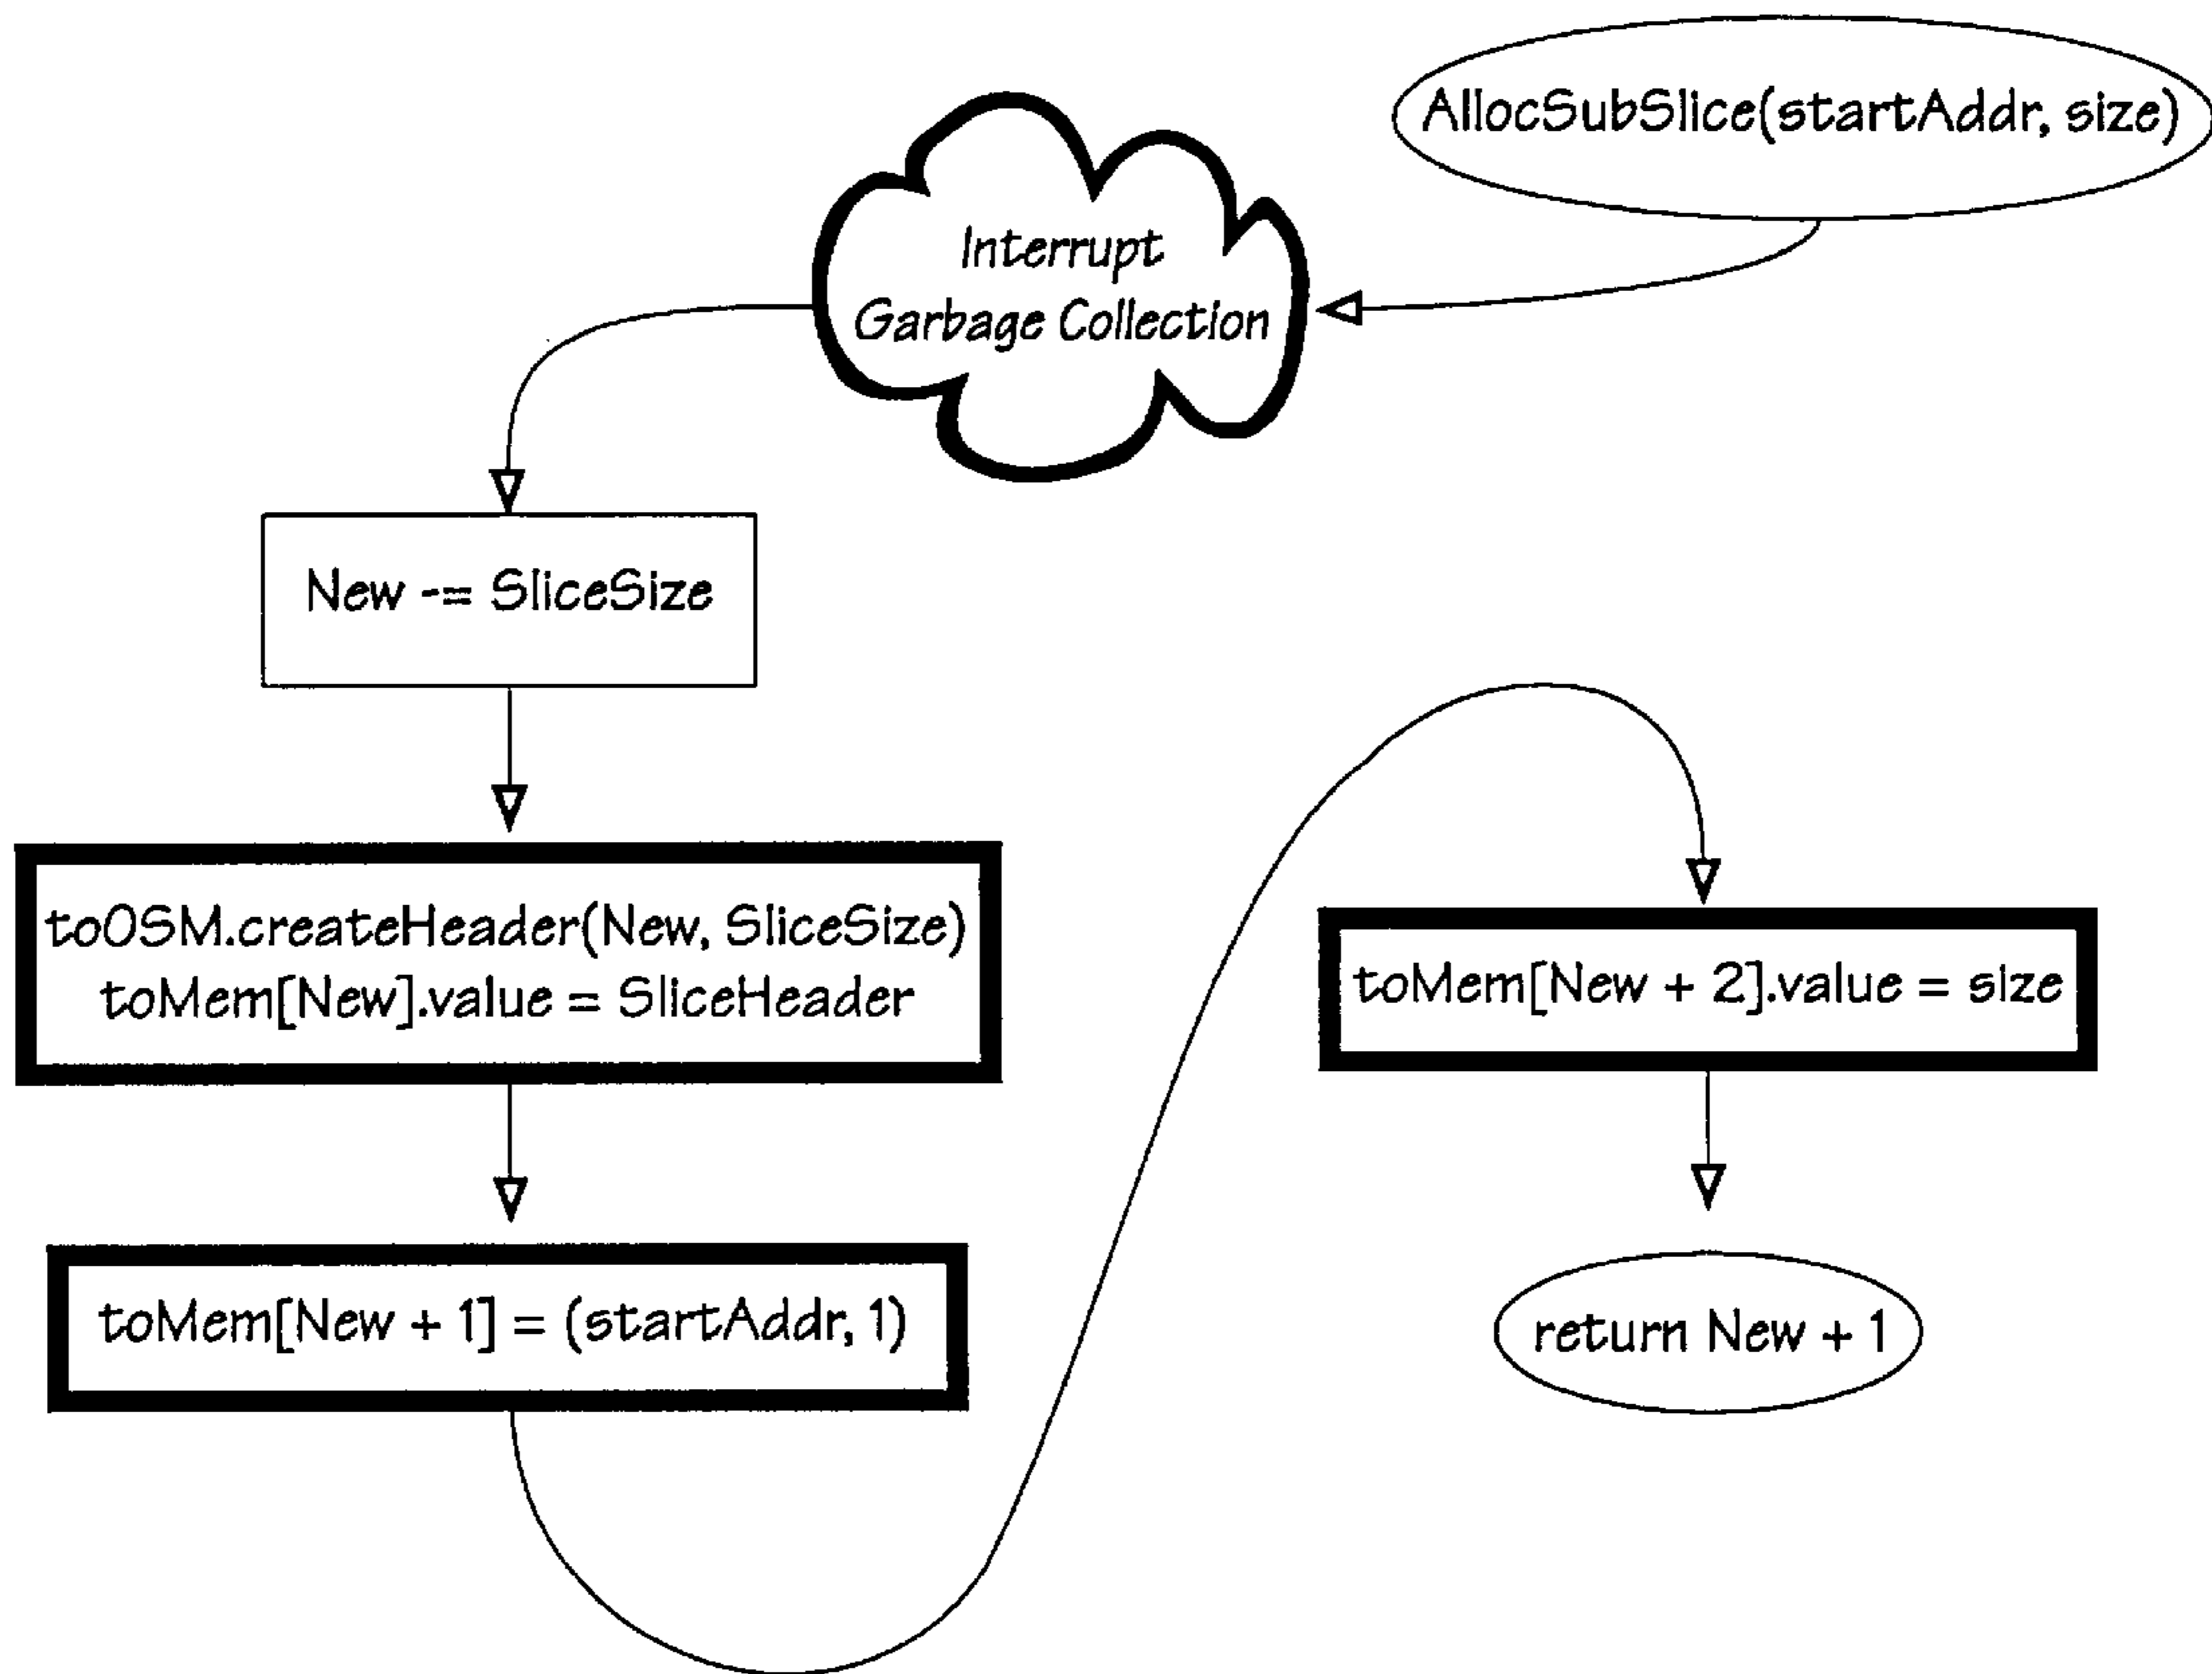 AllocSubSlice(startAddr, size)
Interrupt
Garbage Collection
New -= SliceSize
toOSM.createHeader(New, SliceSize)
toMem[New].value = SliceHeader
toMem[New + 1] = (startAddr, 1)
toMem[New + 2].value = size
return New + 1